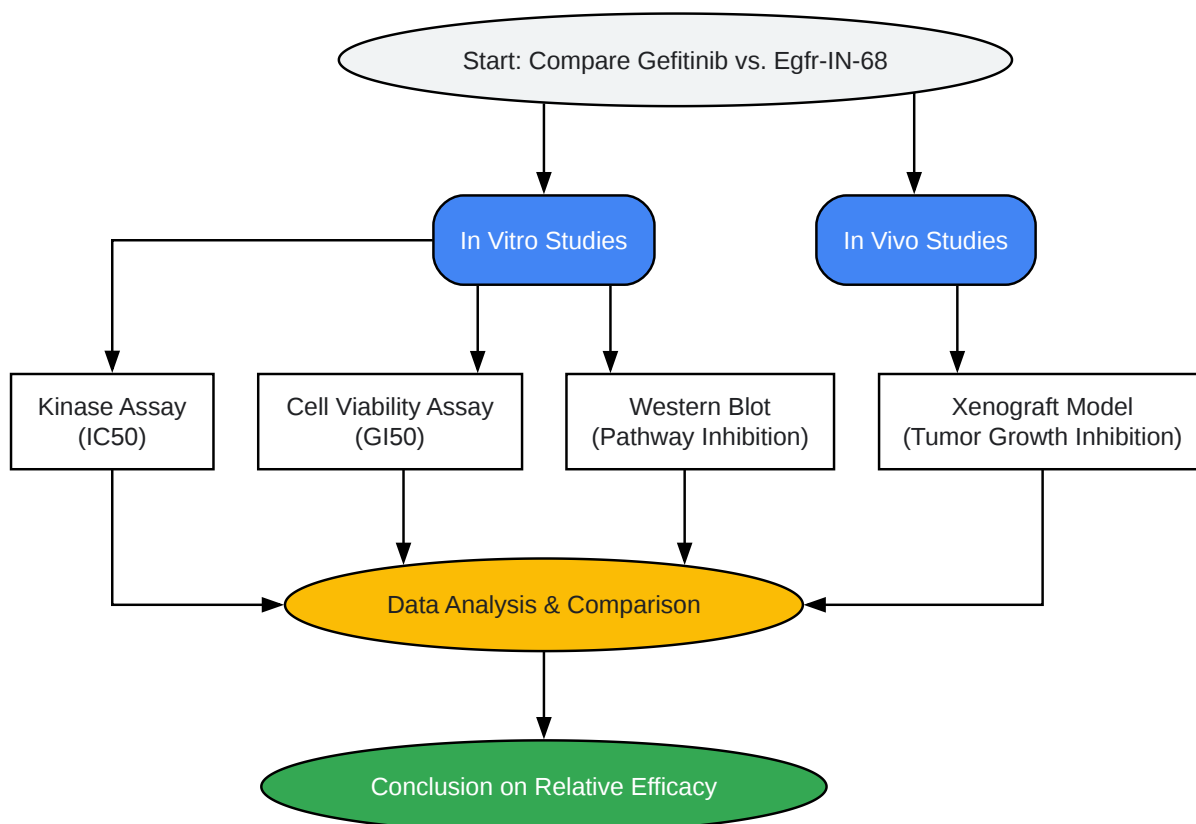 Start: Compare Gefitinib vs. Egfr-IN-68
In Vitro Studies
In Vivo Studies
Kinase Assay
(IC50)
Cell Viability Assay
(GI50)
Western Blot
(Pathway Inhibition)
Xenograft Model
(Tumor Growth Inhibition)
Data Analysis & Comparison
Conclusion on Relative Efficacy